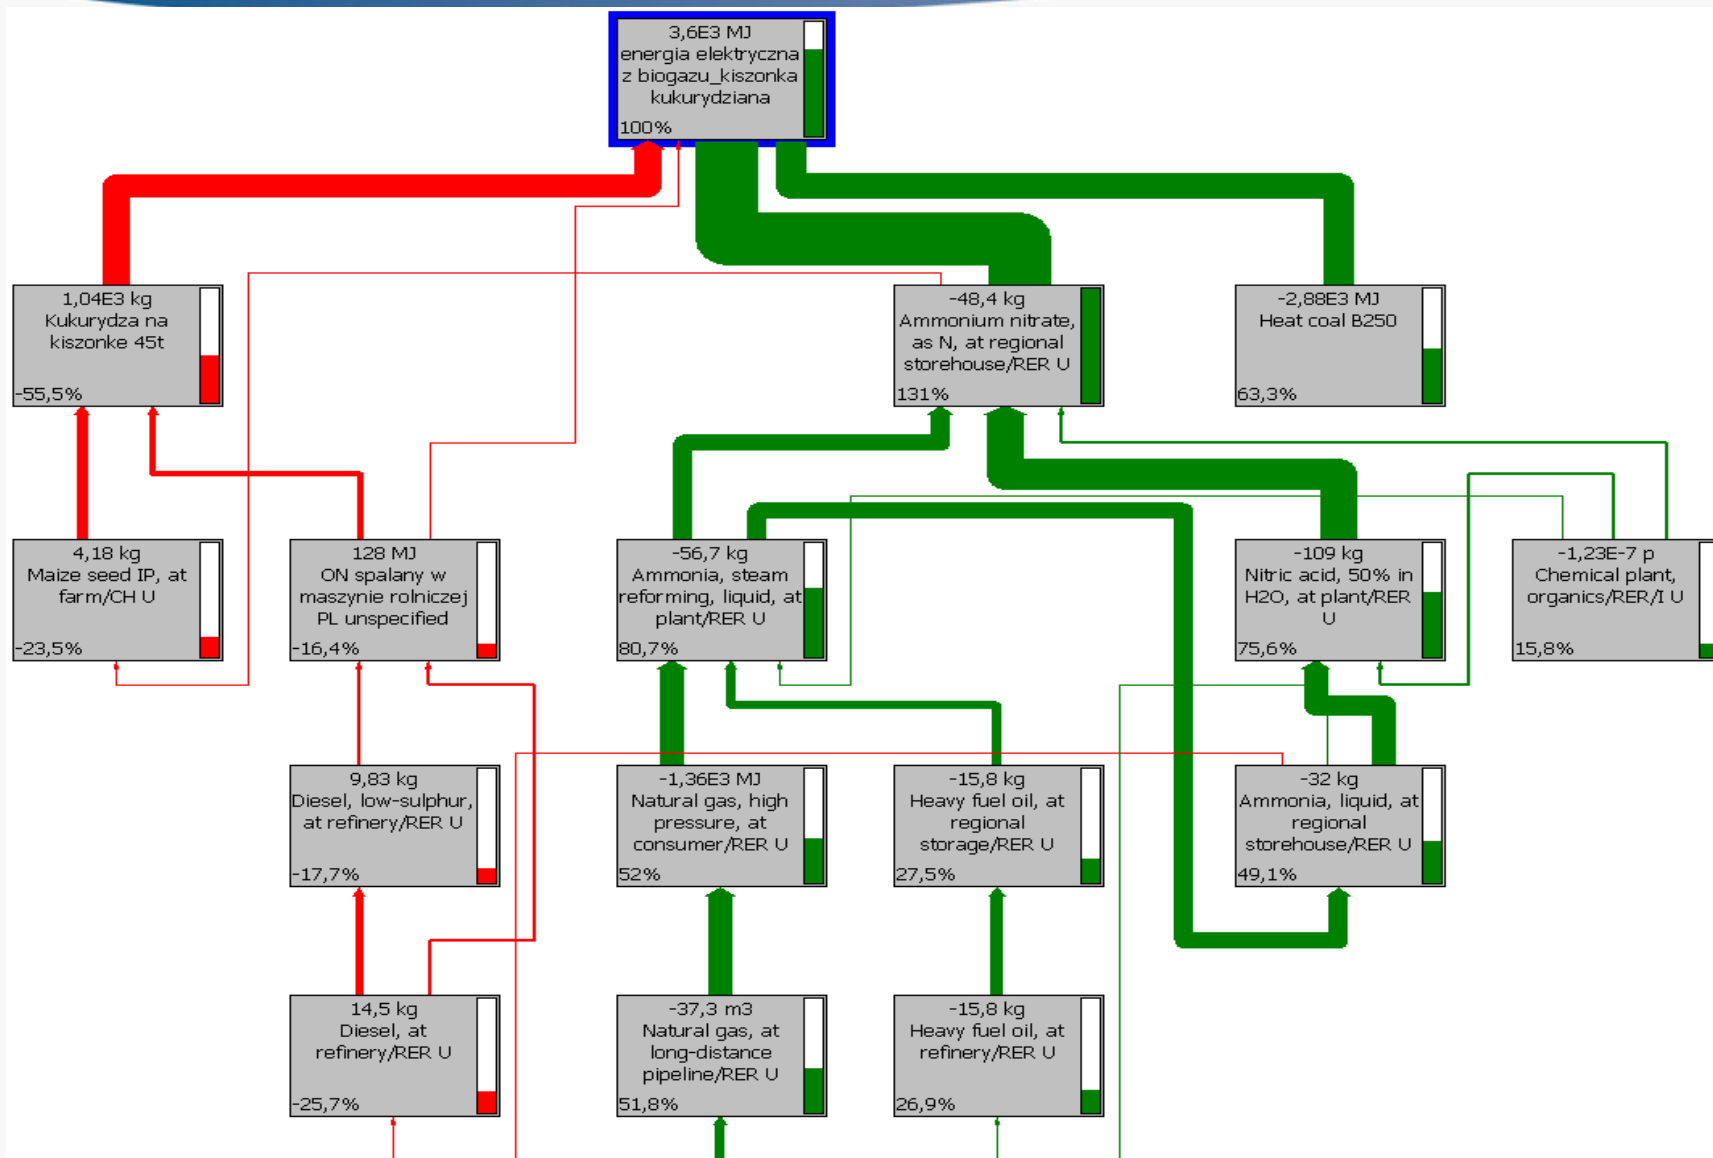 3,6E3 MJ
energia elektryczna
z biogazu_kiszonka
kukurydziana
100%
1,04E3 kg
Kukurydza na
kiszonke 45t
-55,5%
-48,4 kg
Ammonium nitrate,
as N, at regional
storehouse/RER U
131%
-2,88E3 MJ
Heat coal B250
63,3%
4,18 kg
Maize seed IP, at
farm/CH U
-23,5%
128 MJ
ON spalany w
maszynie rolniczej
PL unspecified
-16,4%
-56,7 kg
Ammonia, steam
reforming, liquid, at
plant/RER U
80,7%
-109 kg
Nitric acid, 50% in
H2O, at plant/RER
U
75,6%
-1,23E-7 p
Chemical plant,
organics/RER/I U
15,8%
9,83 kg
Diesel, low-sulphur,
at refinery/RER U
-17,7%
-1,36E3 MJ
Natural gas, high
pressure, at
consumer/RER U
52%
-15,8 kg
Heavy fuel oil, at
regional
storage/RER U
27,5%
-32 kg
Ammonia, liquid, at
regional
storehouse/RER U
49,1%
14,5 kg
Diesel, at
refinery/RER U
-25,7%
-37,3 m3
Natural gas, at
long-distance
pipeline/RER U
51,8%
-15,8 kg
Heavy fuel oil, at
refinery/RER U
26,9%